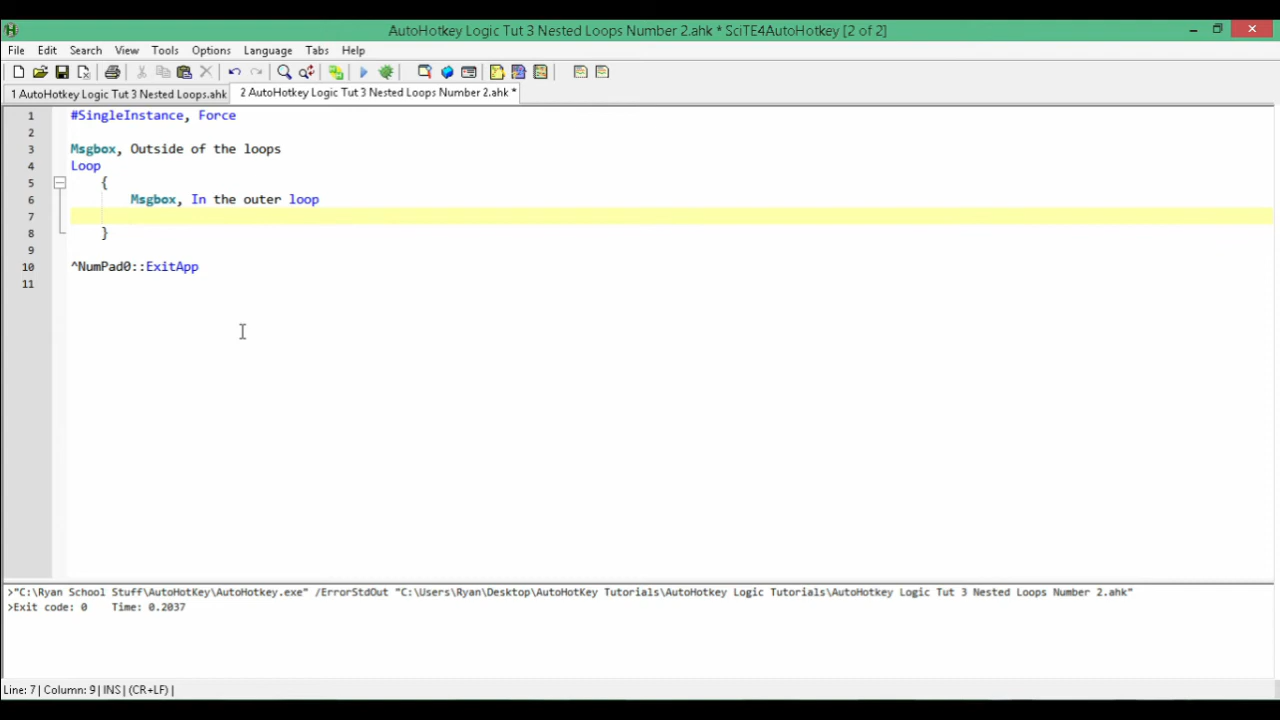 AutoHotkey Logic Tut 3 Nested Loops Number 2.ahk * SciTE4AutoHotkey [2 of 2]
File Edit Search View Tools Options Language Tabs Help
1 AutoHotkey Logic Tut 3 Nested Loops.ahk 2 AutoHotkey Logic Tut 3 Nested Loops Number 2.ahk *
1 #SingleInstance, Force
2
3 Msgbox, Outside of the loops
4 Loop
5 {
6 Msgbox, In the outer loop
7
8 }
9
10 ^NumPad0::ExitApp
11
>"C:\Ryan School Stuff\AutoHotKey\AutoHotkey.exe" /ErrorStdOut "C:\Users\Ryan\Desktop\AutoHotKey Tutorials\AutoHotkey Logic Tutorials\AutoHotkey Logic Tut 3 Nested Loops Number 2.ahk"
>Exit code: 0 Time: 0.2037
Line: 7 | Column: 9 | INS | (CR+LF) |